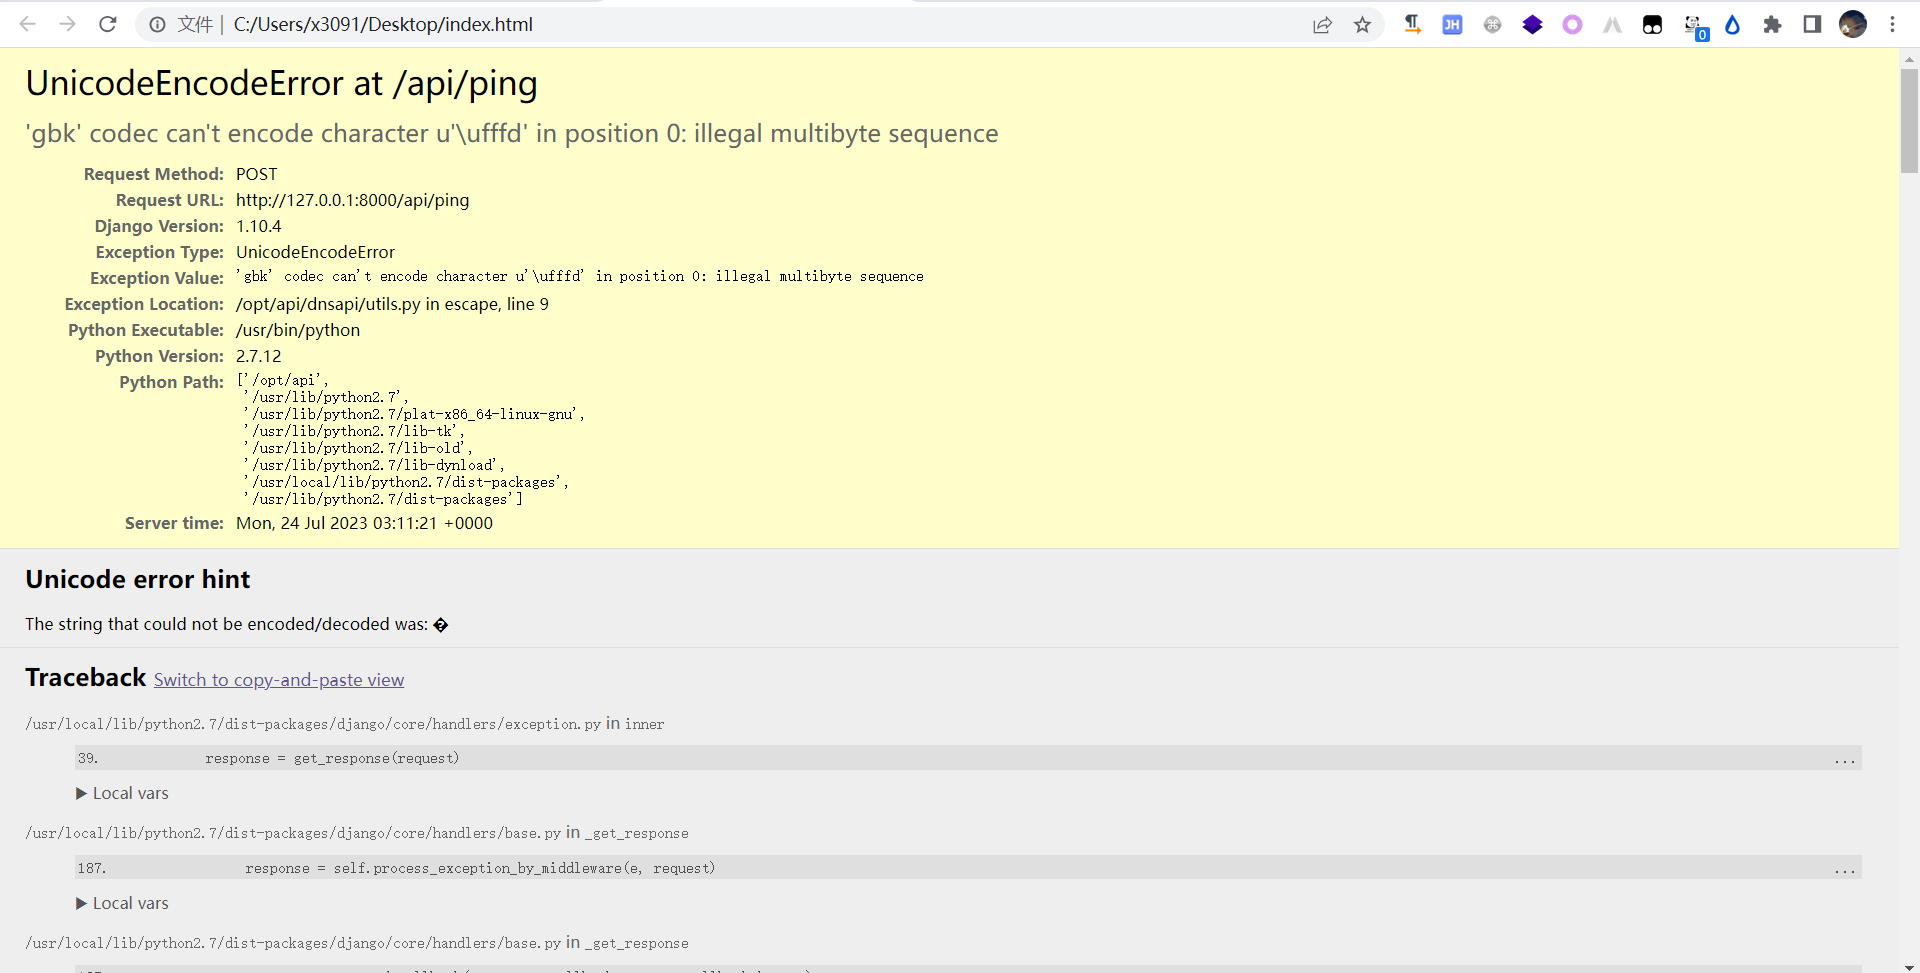 文件 | C:/Users/x3091/Desktop/index.html
JH
0
UnicodeEncodeError at /api/ping
'gbk' codec can't encode character u'\ufffd' in position 0: illegal multibyte sequence
Request Method: POST
Request URL: http://127.0.0.1:8000/api/ping
Django Version: 1.10.4
Exception Type: UnicodeEncodeError
Exception Value: 'gbk' codec can't encode character u'\ufffd' in position 0: illegal multibyte sequence
Exception Location: /opt/api/dnsapi/utils.py in escape, line 9
Python Executable: /usr/bin/python
Python Version: 2.7.12
Python Path: ['/opt/api',
'/usr/lib/python2.7',
'/usr/lib/python2.7/plat-x86_64-linux-gnu',
'/usr/lib/python2.7/lib-tk',
'/usr/lib/python2.7/lib-old',
'/usr/lib/python2.7/lib-dynload',
'/usr/local/lib/python2.7/dist-packages',
'/usr/lib/python2.7/dist-packages']
Server time: Mon, 24 Jul 2023 03:11:21 +0000
Unicode error hint
The string that could not be encoded/decoded was: �
Traceback Switch to copy-and-paste view
/usr/local/lib/python2.7/dist-packages/django/core/handlers/exception.py in inner
39. response = get_response(request) ...
▶ Local vars
/usr/local/lib/python2.7/dist-packages/django/core/handlers/base.py in _get_response
187. response = self.process_exception_by_middleware(e, request) ...
▶ Local vars
/usr/local/lib/python2.7/dist-packages/django/core/handlers/base.py in _get_response